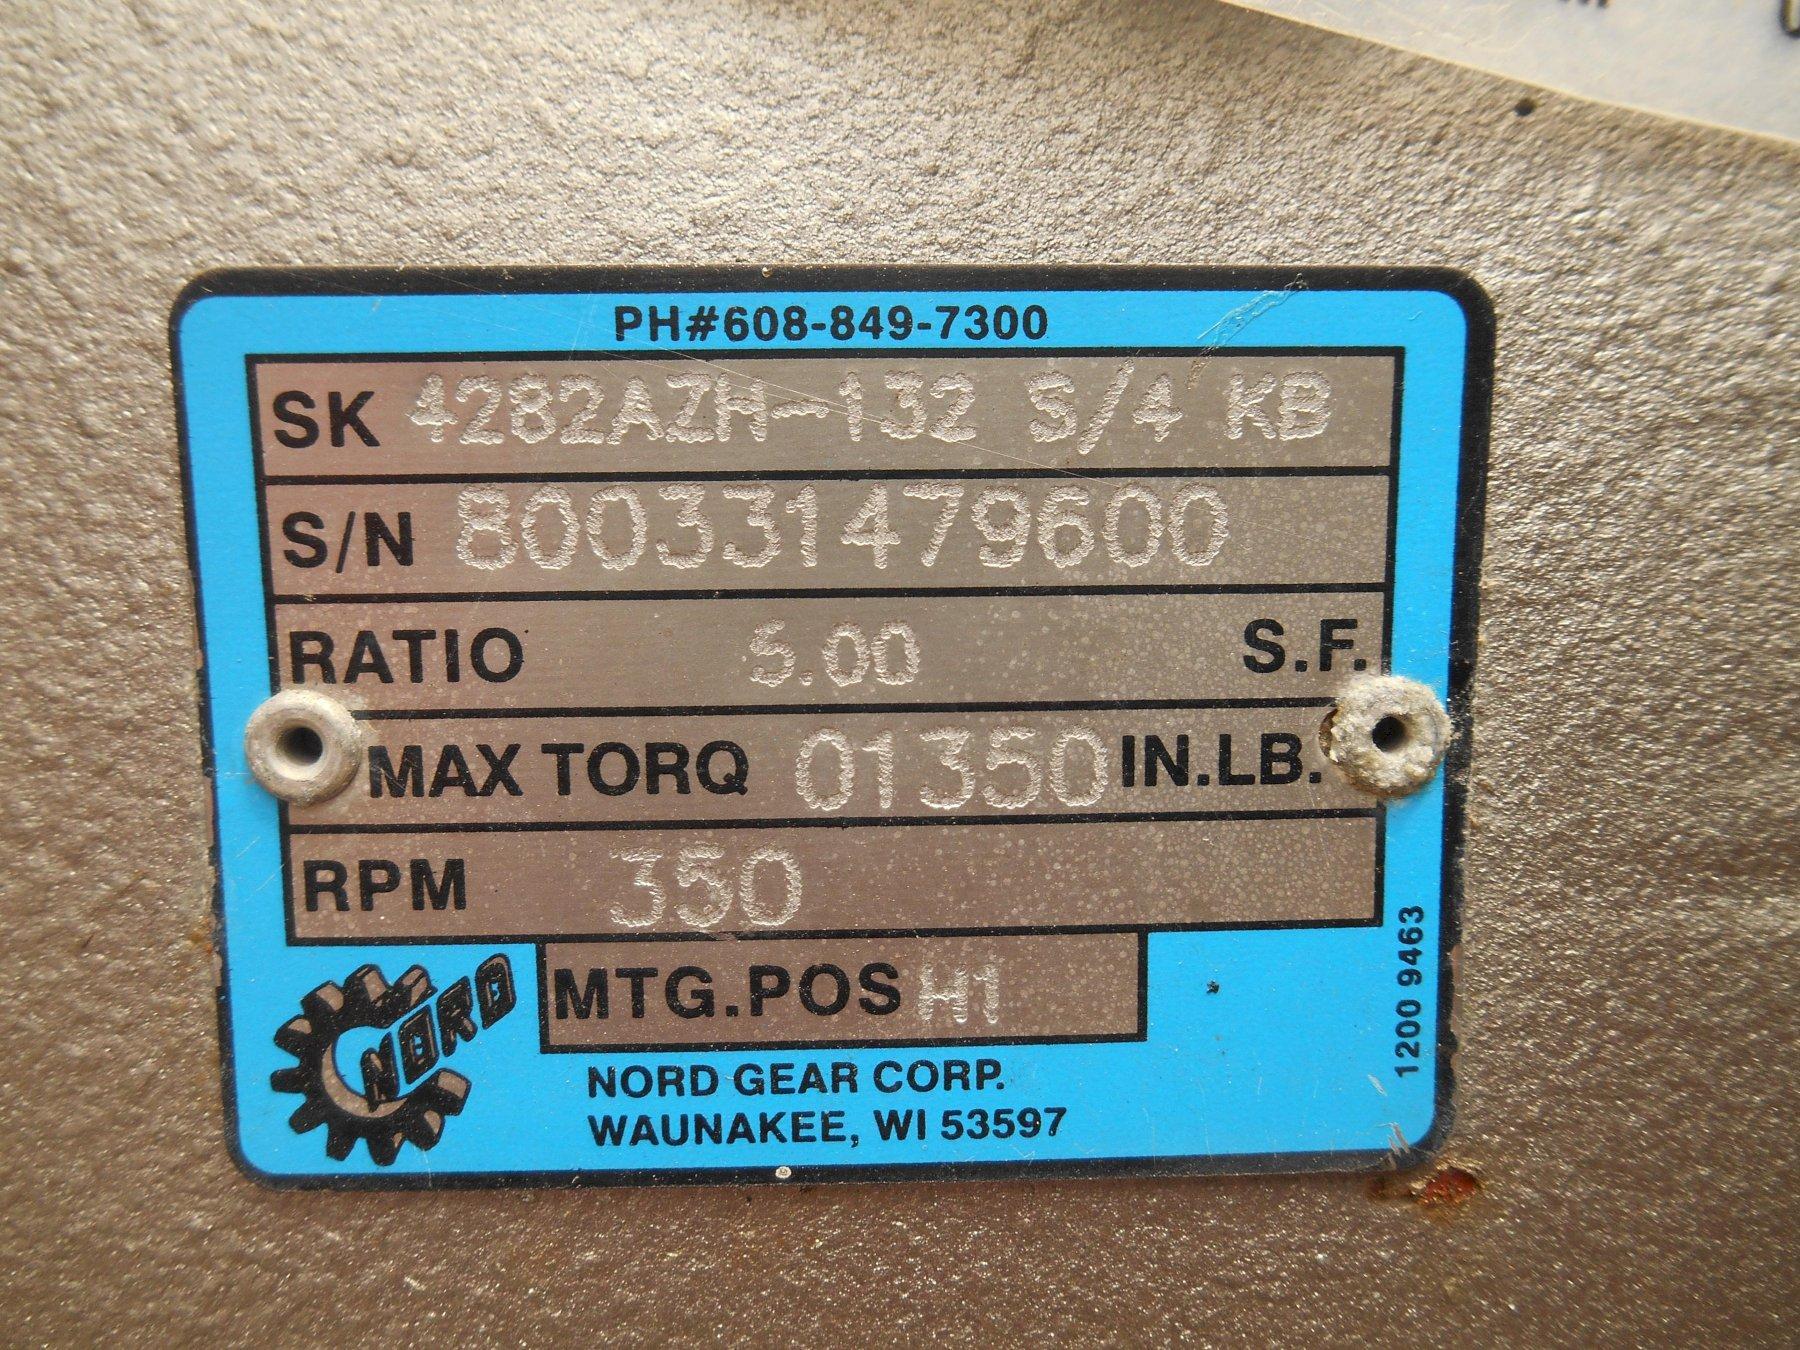 PH#608-849-7300
SK 4282AZH-132 S/4 KB
S/N 800331479600
RATIO 5.00 S.F.
MAX TORQ 01350 IN.LB.
RPM 350
MTG.POS H1
NORD
NORD GEAR CORP.
WAUNAKEE, WI 53597
1200 9463